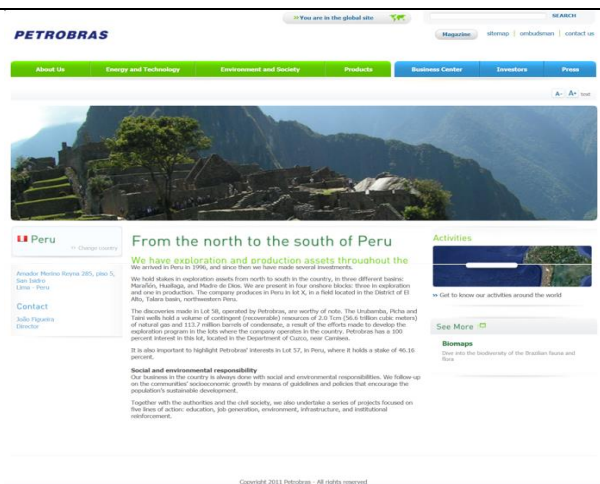 You are in the global site
SEARCH
PETROBRAS
Magazine sitemap ombudsman contact us
About Us Energy and Technology Environment and Society Products Business Center Investors Press
A- A+ text
Peru
Change country
Amador Merino Reyna 285, piso 5,
San Isidro
Lima - Peru
Contact
João Figueira
Director
From the north to the south of Peru
We have exploration and production assets throughout the
We arrived in Peru in 1996, and since then we have made several investments.
We hold stakes in exploration assets from north to south in the country, in three different basins:
Marañón, Huallaga, and Madre de Dios. We are present in four onshore blocks: three in exploration
and one in production. The company produces in Peru in lot X, in a field located in the District of El
Alto, Talara basin, northwestern Peru.
The discoveries made in Lot 58, operated by Petrobras, are worthy of note. The Urubamba, Picha and
Taini wells hold a volume of contingent (recoverable) resources of 2.0 Tcm (56.6 trillion cubic meters)
of natural gas and 113.7 million barrels of condensate, a result of the efforts made to develop the
exploration program in the lots where the company operates in the country. Petrobras has a 100
percent interest in this lot, located in the Department of Cuzco, near Camisea.
It is also important to highlight Petrobras' interests in Lot 57, in Peru, where it holds a stake of 46.16
percent.
Social and environmental responsibility
Our business in the country is always done with social and environmental responsibilities. We follow-up
on the communities' socioeconomic growth by means of guidelines and policies that encourage the
population's sustainable development.
Together with the authorities and the civil society, we also undertake a series of projects focused on
five lines of action: education, job generation, environment, infrastructure, and institutional
reinforcement.
Activities
Get to know our activities around the world
See More
Biomaps
Dive into the biodiversity of the Brazilian fauna and
flora
Copyright 2011 Petrobras - All rights reserved